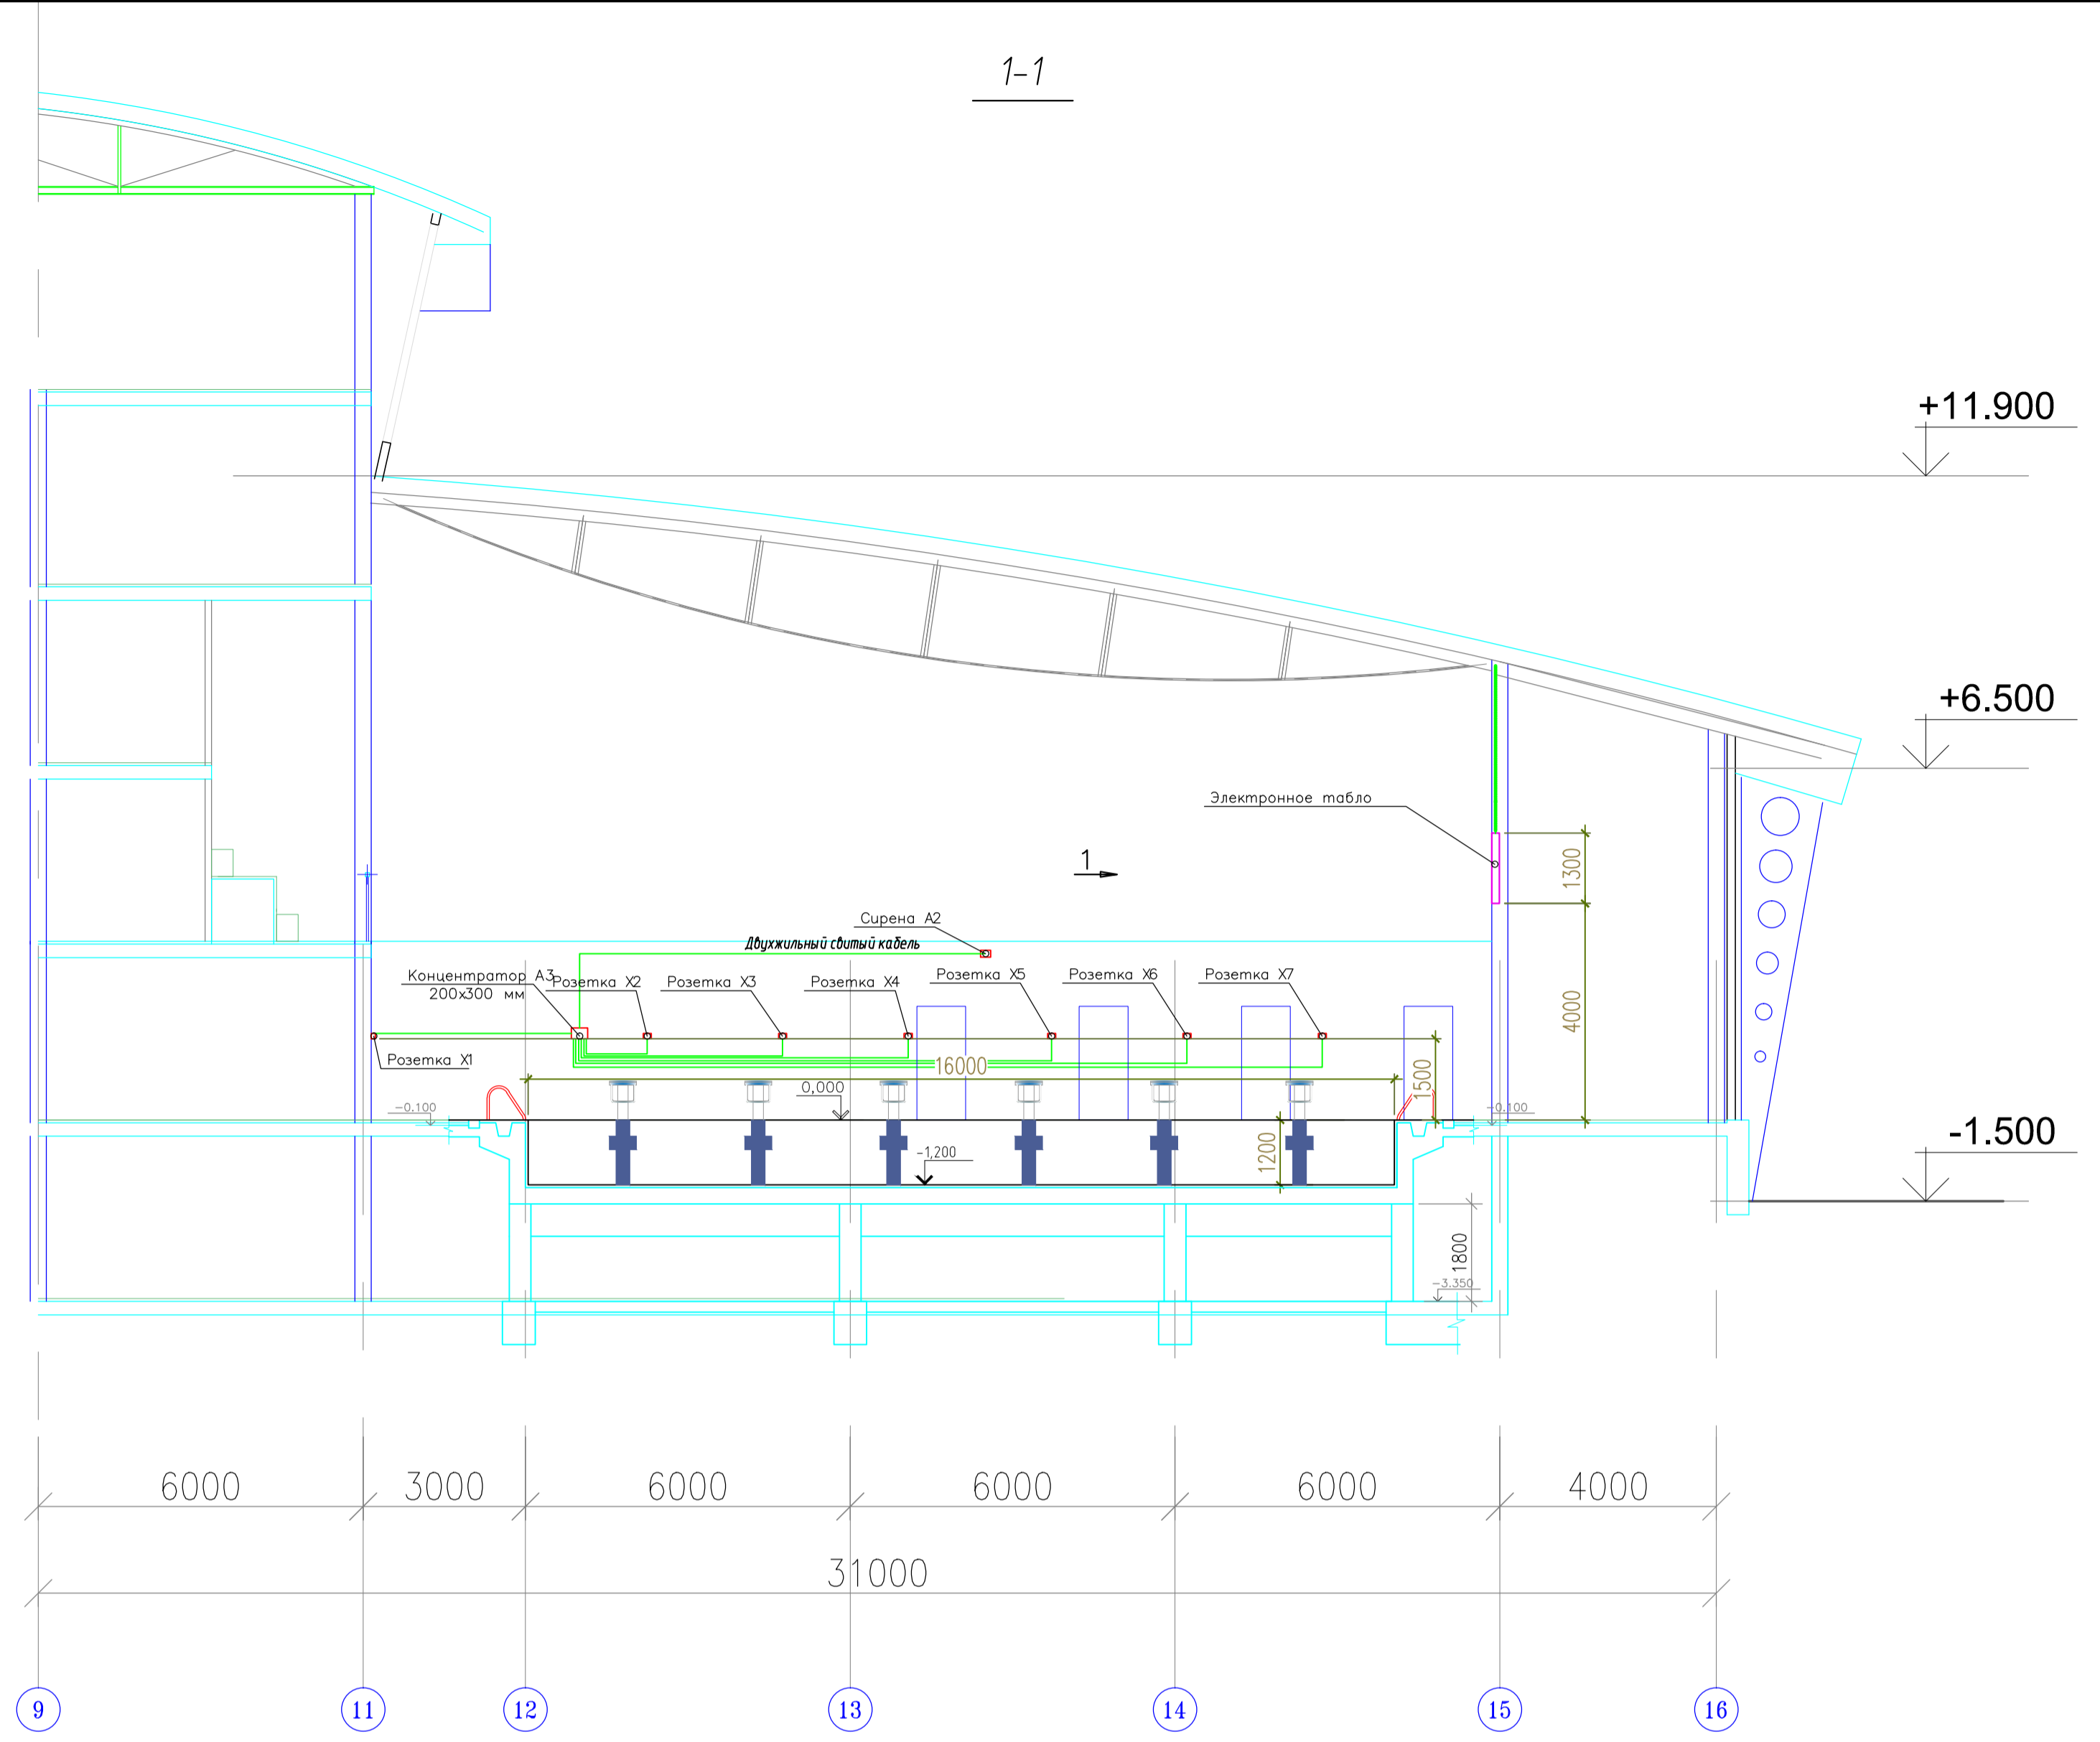 1-1
+11.900
+6.500
Электронное табло
1300
1
Сирена А2
Двухжильный свитый кабель
Концентратор А3
200х300 мм
Розетка Х2
Розетка Х3
Розетка Х4
Розетка Х5
Розетка Х6
Розетка Х7
4000
Розетка Х1
16000
1500
0,000
-0.100
-0.100
-1.500
-1,200
1200
1800
-3.350
6000
3000
6000
6000
6000
4000
31000
9
11
12
13
14
15
16